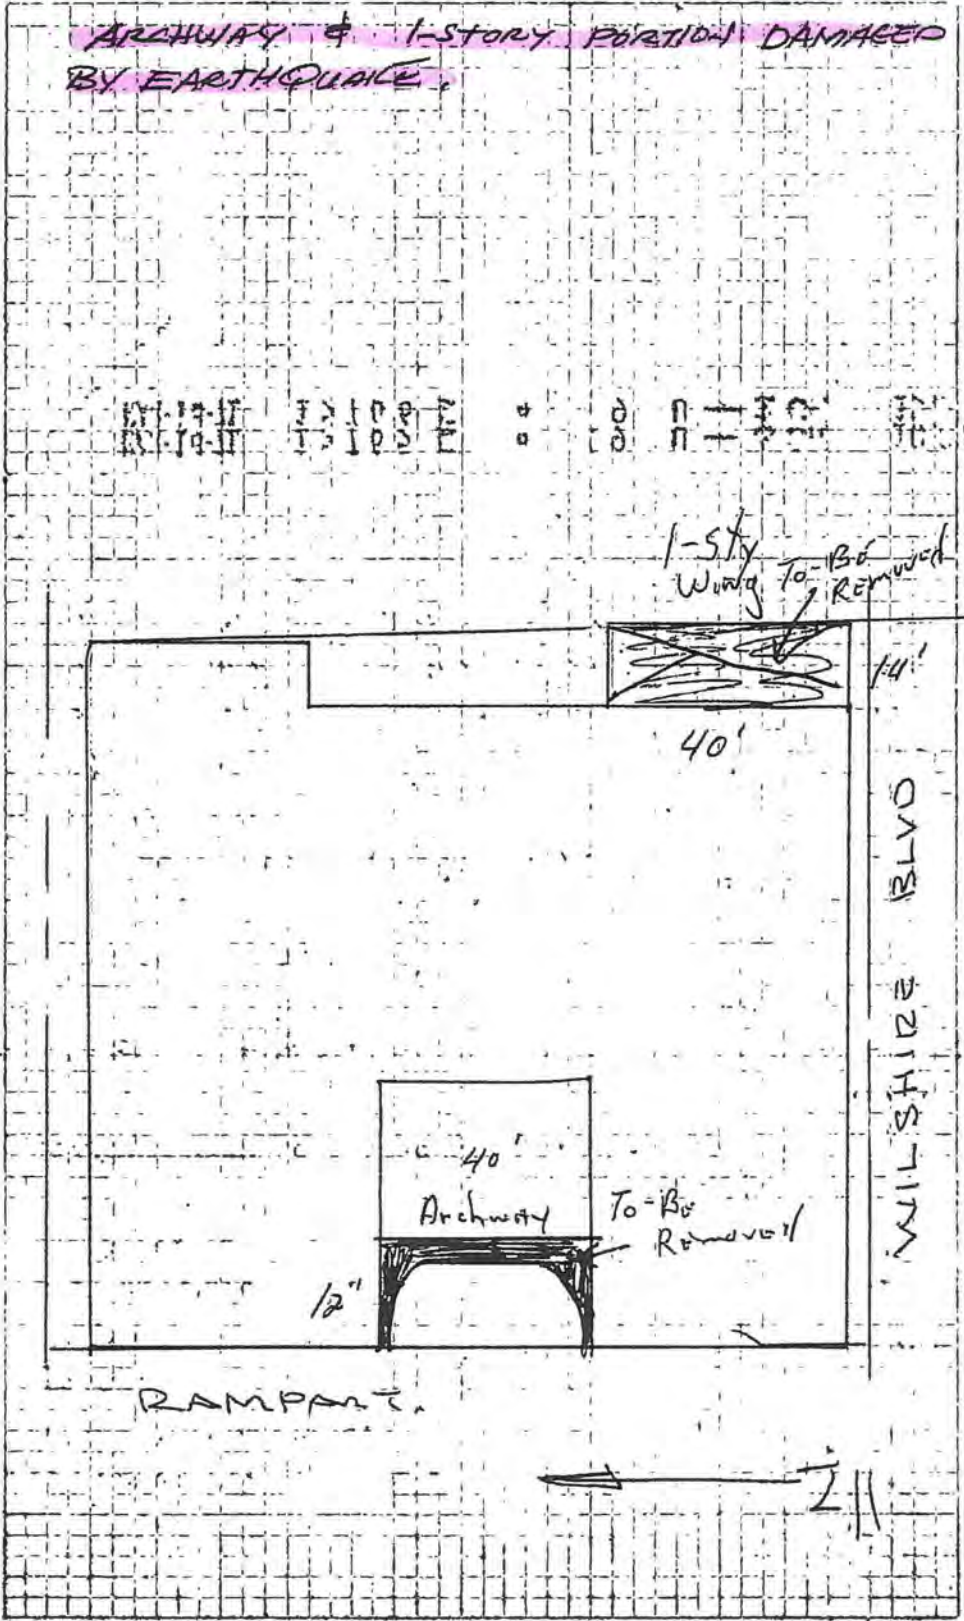 ARCHWAY & 1-STORY PORTION DAMAGED
BY EARTHQUAKE.
1-Sty
Wing
To-Be
Removed
14'
40'
WILSHIRE BLVD
40'
Archway
To-Be
Removed
12"
RAMPART.
N